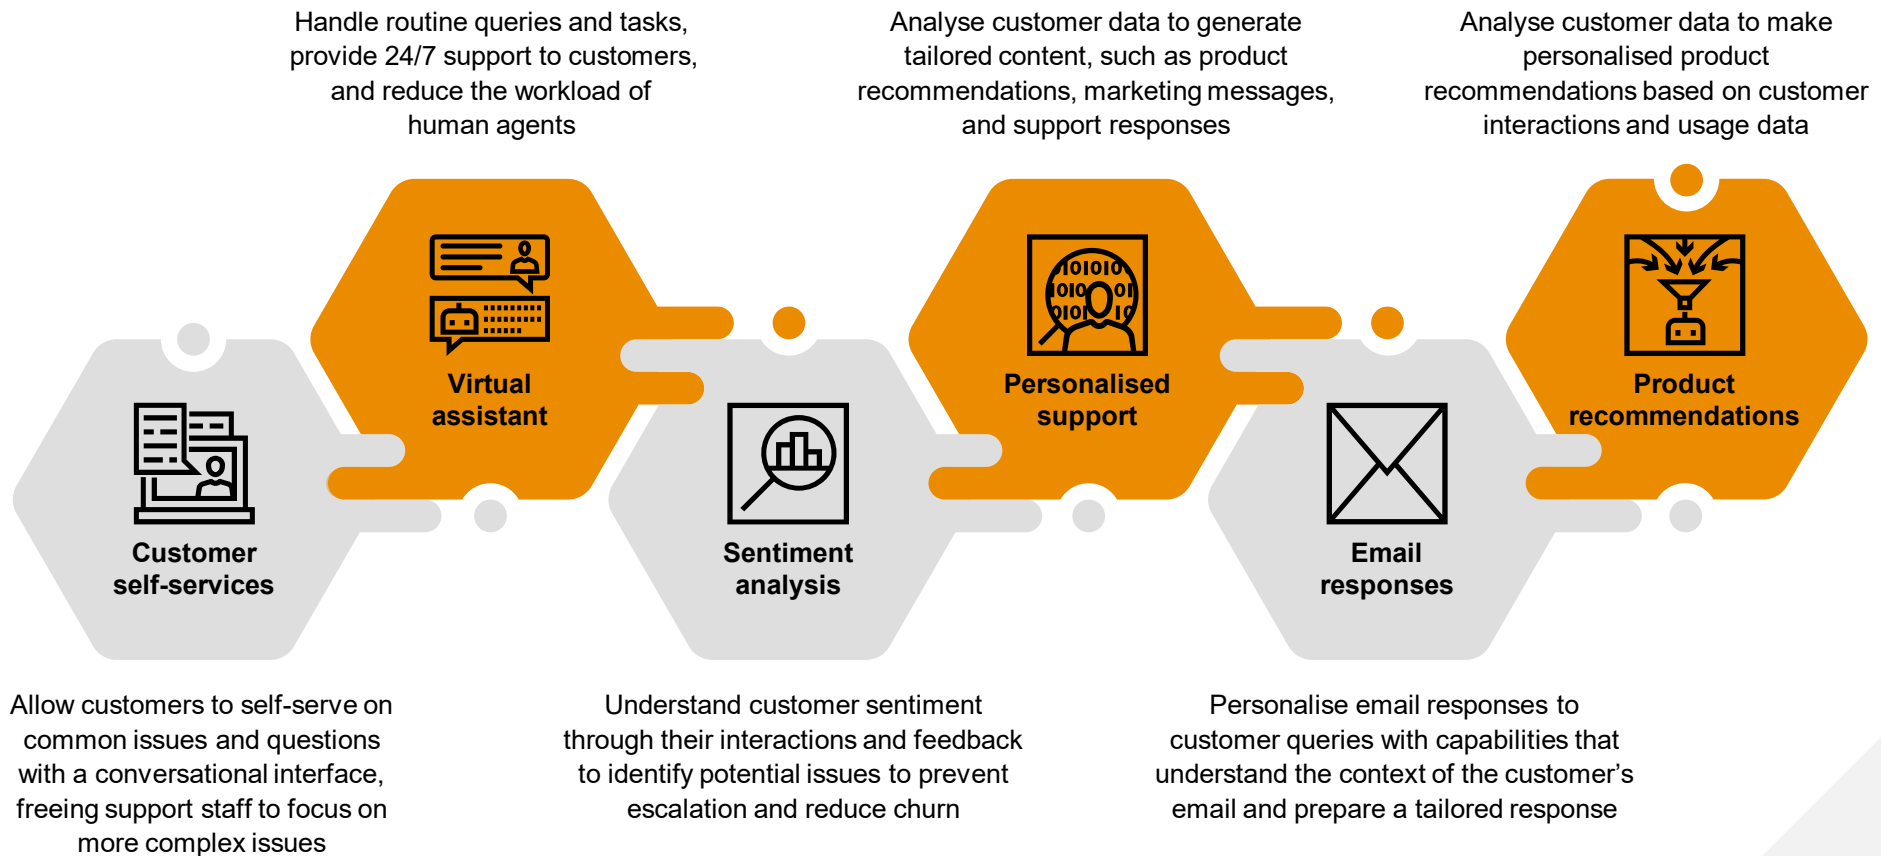 Handle routine queries and tasks,
provide 24/7 support to customers,
and reduce the workload of
human agents
Analyse customer data to generate
tailored content, such as product
recommendations, marketing messages,
and support responses
Analyse customer data to make
personalised product
recommendations based on customer
interactions and usage data
Virtual
assistant
Personalised
support
Product
recommendations
Customer
self-services
Sentiment
analysis
Email
responses
Allow customers to self-serve on
common issues and questions
with a conversational interface,
freeing support staff to focus on
more complex issues
Understand customer sentiment
through their interactions and feedback
to identify potential issues to prevent
escalation and reduce churn
Personalise email responses to
customer queries with capabilities that
understand the context of the customer’s
email and prepare a tailored response